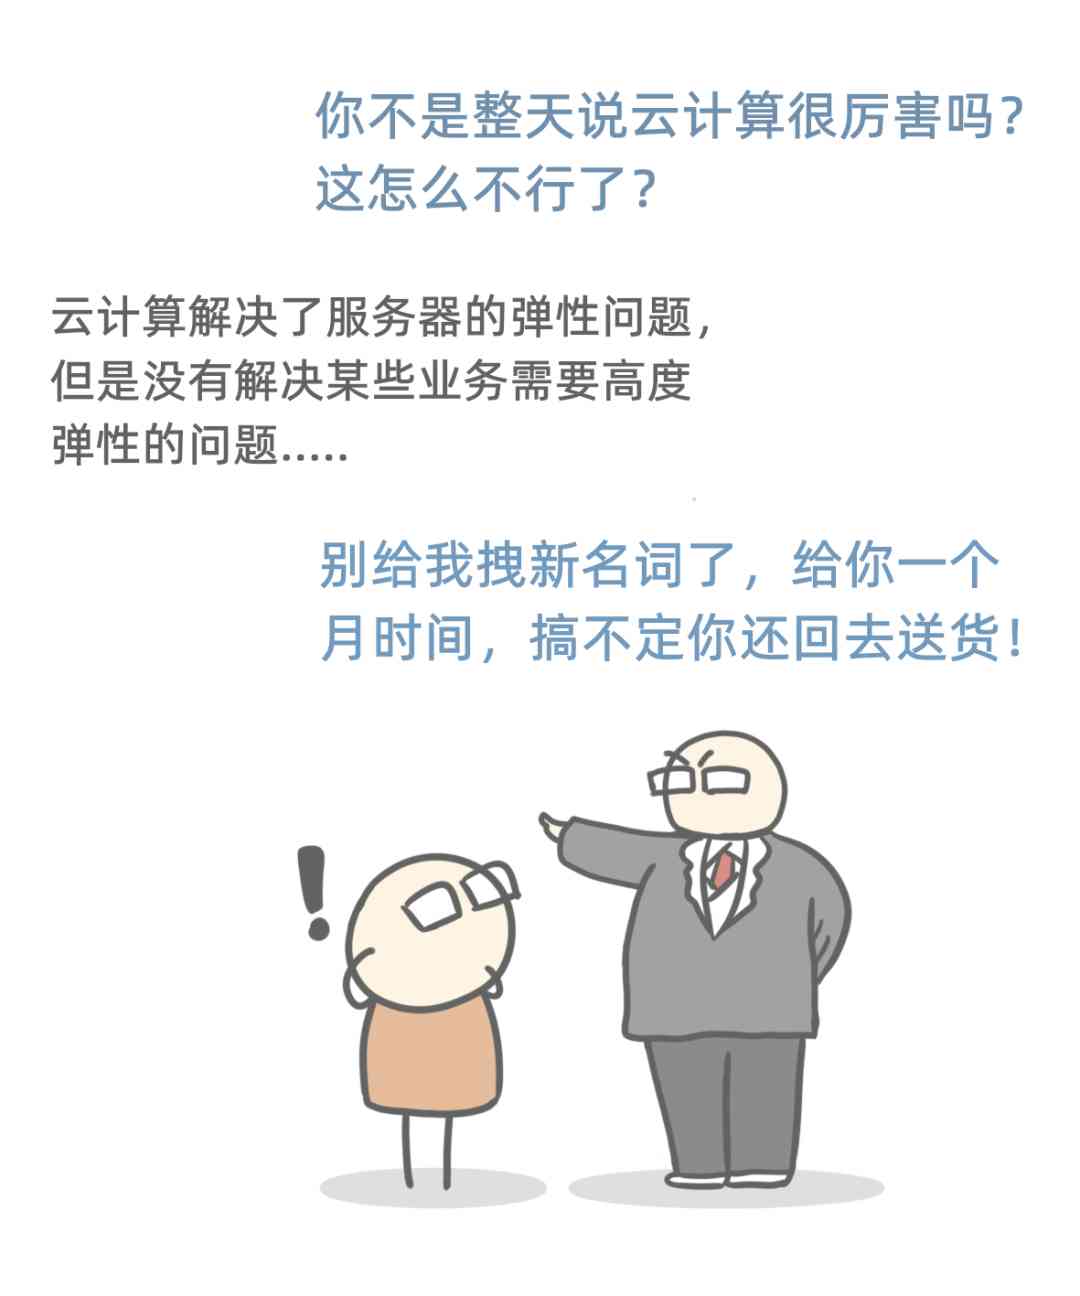 你不是整天说云计算很厉害吗？
这怎么不行了？
云计算解决了服务器的弹性问题，
但是没有解决某些业务需要高度
弹性的问题.....
别给我拽新名词了，给你一个
月时间，搞不定你还回去送货！